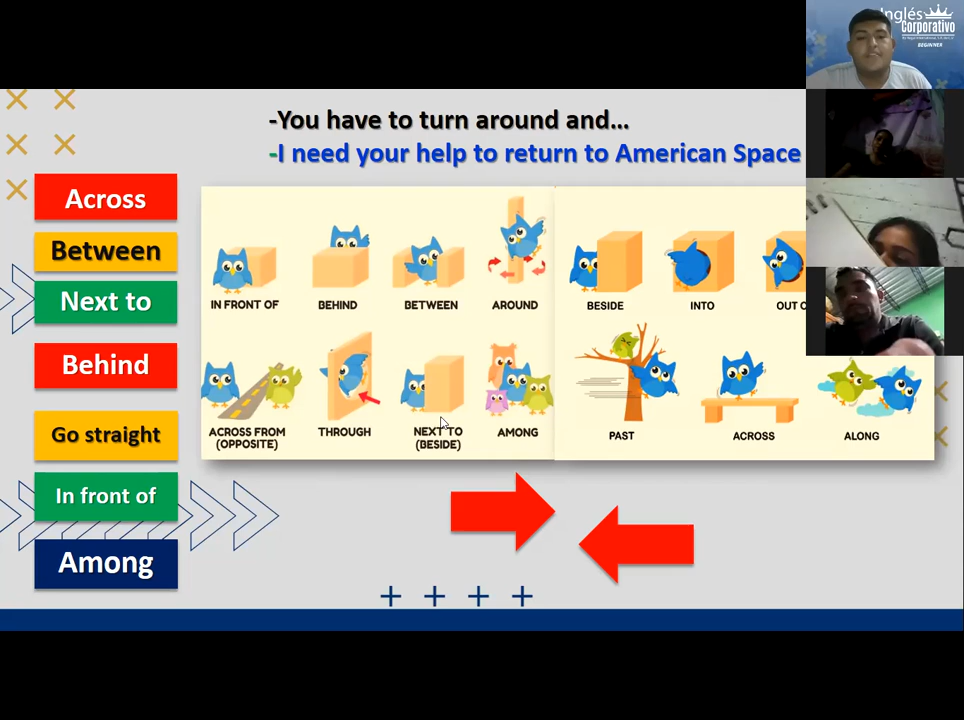 Inglés
Corporativo
BEGINNER
-You have to turn around and…
-I need your help to return to American Space
Across
Between
Next to
Behind
Go straight
In front of
Among
IN FRONT OF
BEHIND
BETWEEN
AROUND
BESIDE
INTO
OUT O
ACROSS FROM
(OPPOSITE)
THROUGH
NEXT TO
(BESIDE)
AMONG
PAST
ACROSS
ALONG